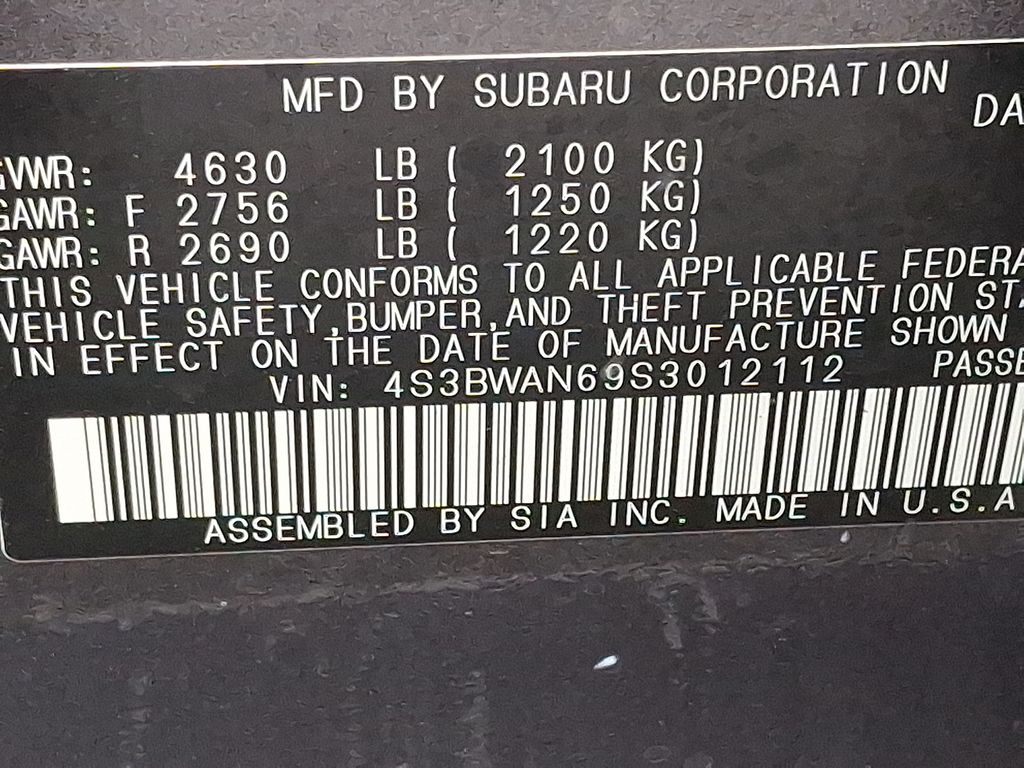 MFD BY SUBARU CORPORATION
DA
GVWR: 4630 LB ( 2100 KG)
GAWR: F 2756 LB ( 1250 KG)
GAWR: R 2690 LB ( 1220 KG)
THIS VEHICLE CONFORMS TO ALL APPLICABLE FEDERA
VEHICLE SAFETY,BUMPER,AND THEFT PREVENTION STA
IN EFFECT ON THE DATE OF MANUFACTURE SHOWN
VIN: 4S3BWAN69S3012112 PASSE
ASSEMBLED BY SIA INC. MADE IN U.S.A